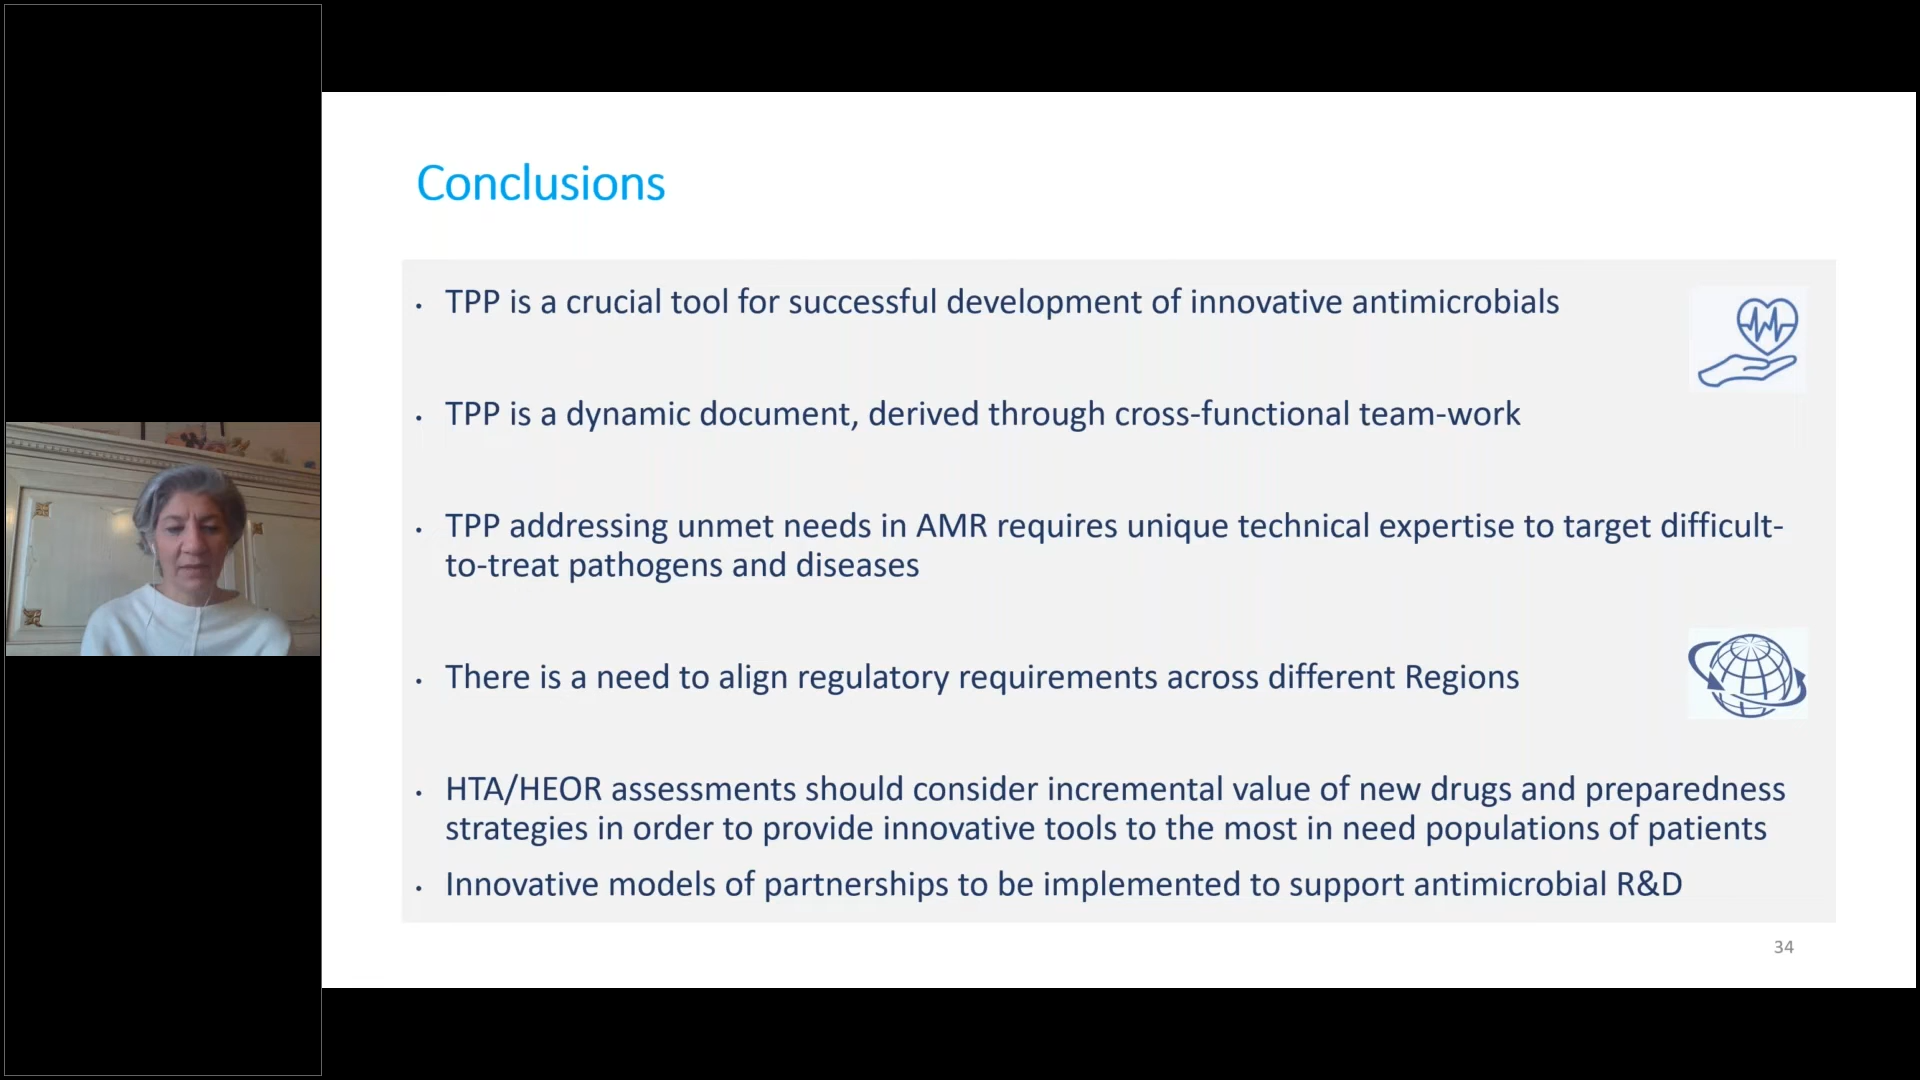 Conclusions
• TPP is a crucial tool for successful development of innovative antimicrobials
• TPP is a dynamic document, derived through cross-functional team-work
• TPP addressing unmet needs in AMR requires unique technical expertise to target difficult-
to-treat pathogens and diseases
• There is a need to align regulatory requirements across different Regions
• HTA/HEOR assessments should consider incremental value of new drugs and preparedness
strategies in order to provide innovative tools to the most in need populations of patients
• Innovative models of partnerships to be implemented to support antimicrobial R&D
34